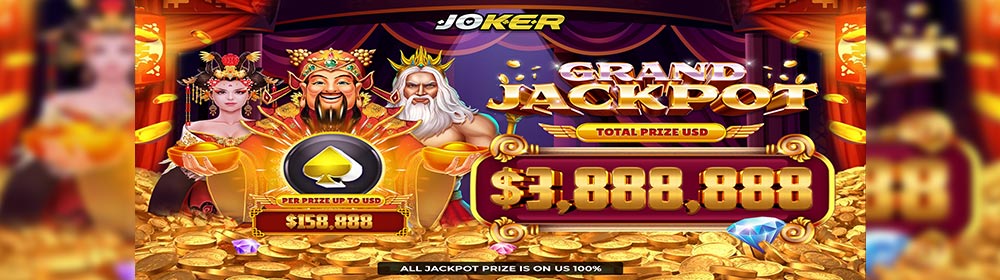 JOKER
GRAND
JACKPOT
TOTAL PRIZE USD
$3,888,888
PER PRIZE UP TO USD
$158,888
ALL JACKPOT PRIZE IS ON US 100%